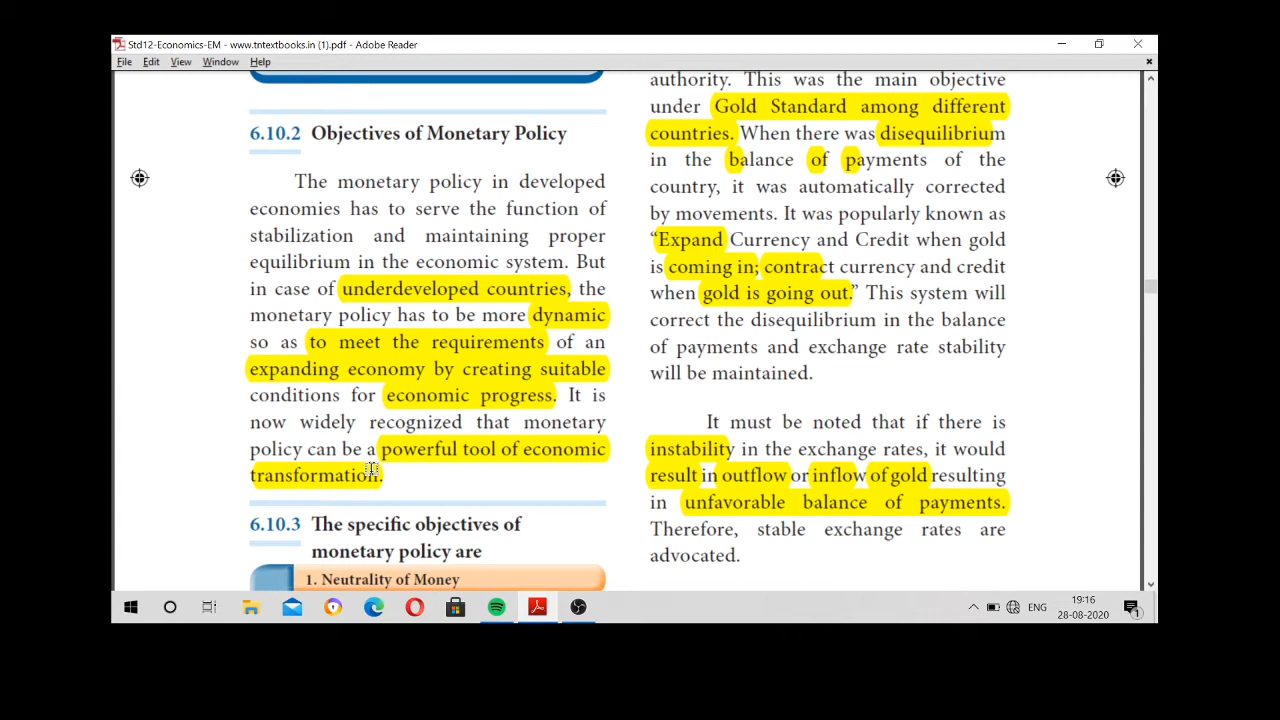 Std12-Economics-EM - www.tntextbooks.in (1).pdf - Adobe Reader
File Edit View Window Help
6.10.2 Objectives of Monetary Policy
The monetary policy in developed
economies has to serve the function of
stabilization and maintaining proper
equilibrium in the economic system. But
in case of underdeveloped countries, the
monetary policy has to be more dynamic
so as to meet the requirements of an
expanding economy by creating suitable
conditions for economic progress. It is
now widely recognized that monetary
policy can be a powerful tool of economic
transformation.
6.10.3 The specific objectives of
monetary policy are
1. Neutrality of Money
authority. This was the main objective
under Gold Standard among different
countries. When there was disequilibrium
in the balance of payments of the
country, it was automatically corrected
by movements. It was popularly known as
“Expand Currency and Credit when gold
is coming in; contract currency and credit
when gold is going out.” This system will
correct the disequilibrium in the balance
of payments and exchange rate stability
will be maintained.
It must be noted that if there is
instability in the exchange rates, it would
result in outflow or inflow of gold resulting
in unfavorable balance of payments.
Therefore, stable exchange rates are
advocated.
ENG
19:16
28-08-2020
1